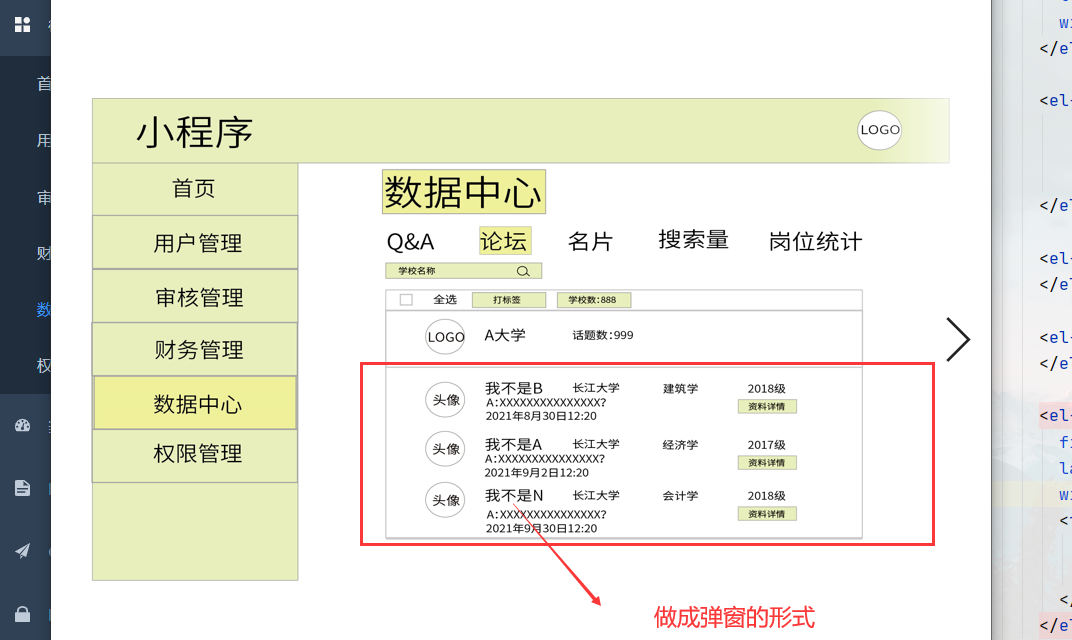 小程序
LOGO
首页
用户管理
审核管理
财务管理
数据中心
权限管理
数据中心
Q&A 论坛 名片 搜索量 岗位统计
学校名称
全选 打标签 学校数:888
LOGO A大学 话题数:999
头像 我不是B 长江大学 建筑学 2018级
A:XXXXXXXXXXXXXXX?
资料详情
2021年8月30日12:20
头像 我不是A 长江大学 经济学 2017级
A:XXXXXXXXXXXXXXX?
资料详情
2021年9月2日12:20
头像 我不是N 长江大学 会计学 2018级
A:XXXXXXXXXXXXXXX?
资料详情
2021年9月30日12:20
做成弹窗的形式
首
用
审
财
数
权
</el
<el-
</el
<el-
</el
<el-
</el
<el-
</el